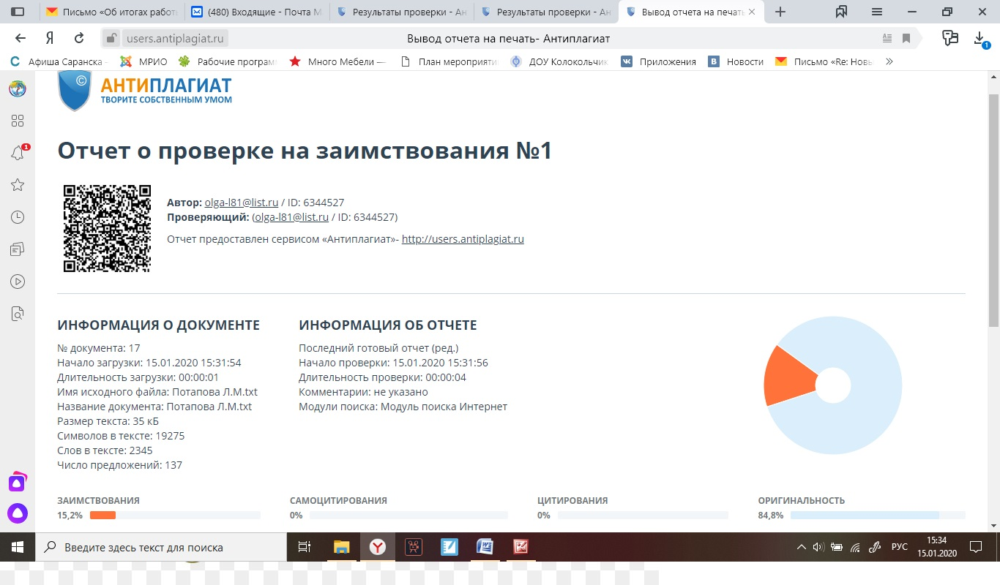 Письмо «Об итогах работ
(480) Входящие - Почта М
Результаты проверки - Ан
Результаты проверки - Ан
Вывод отчета на печать
users.antiplagiat.ru
Вывод отчета на печать- Антиплагиат
1
Афиша Саранска -
МРИО
Рабочие програм
Много Мебели —
План мероприяти
ДОУ Колокольчик
Приложения
Новости
Письмо «Re: Новь
»
1
©
АНТИПЛАГИАТ
ТВОРИТЕ СОБСТВЕННЫМ УМОМ
Отчет о проверке на заимствования №1
Автор: olga-l81@list.ru / ID: 6344527
Проверяющий: (olga-l81@list.ru / ID: 6344527)
Отчет предоставлен сервисом «Антиплагиат»- http://users.antiplagiat.ru
ИНФОРМАЦИЯ О ДОКУМЕНТЕ
№ документа: 17
Начало загрузки: 15.01.2020 15:31:54
Длительность загрузки: 00:00:01
Имя исходного файла: Потапова Л.М.txt
Название документа: Потапова Л.М.txt
Размер текста: 35 кБ
Символов в тексте: 19275
Слов в тексте: 2345
Число предложений: 137
ИНФОРМАЦИЯ ОБ ОТЧЕТЕ
Последний готовый отчет (ред.)
Начало проверки: 15.01.2020 15:31:56
Длительность проверки: 00:00:04
Комментарии: не указано
Модули поиска: Модуль поиска Интернет
ЗАИМСТВОВАНИЯ
15,2%
САМОЦИТИРОВАНИЯ
0%
ЦИТИРОВАНИЯ
0%
ОРИГИНАЛЬНОСТЬ
84,8%
Введите здесь текст для поиска
РУС
15:34
15.01.2020